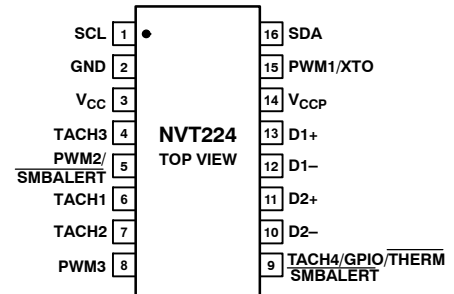 SCL 1
GND 2
VCC 3
TACH3 4
PWM2/
SMBALERT 5
TACH1 6
TACH2 7
PWM3 8
NVT224
TOP VIEW
16 SDA
15 PWM1/XTO
14 VCCP
13 D1+
12 D1–
11 D2+
10 D2–
9 TACH4/GPIO/THERM
SMBALERT